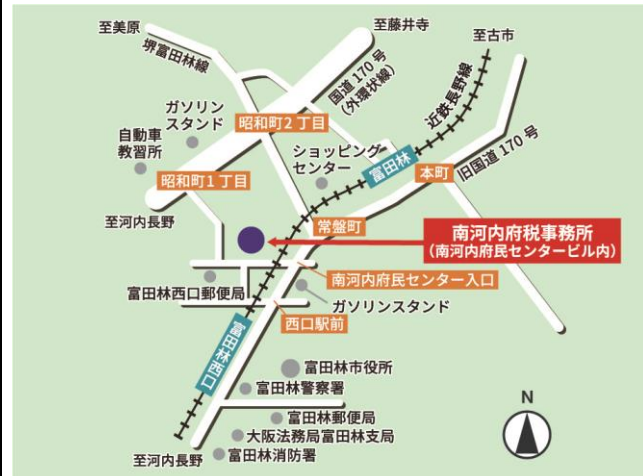 至美原
至藤井寺
至古市
堺富田林線
国道170号
（外環状線）
近鉄長野線
ガソリン
スタンド
昭和町2丁目
自動車
教習所
ショッピング
センター
富田林
本町
旧国道170号
昭和町1丁目
至河内長野
常盤町
南河内府税事務所
（南河内府民センタービル内）
南河内府民センター入口
富田林西口郵便局
ガソリンスタンド
西口駅前
富田林西口
富田林市役所
富田林警察署
富田林郵便局
大阪法務局富田林支局
至河内長野
富田林消防署
N